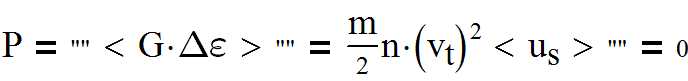 P = "" < G·Δε > "" = m/2 n·(v_t)^2 < u_s > "" = 0